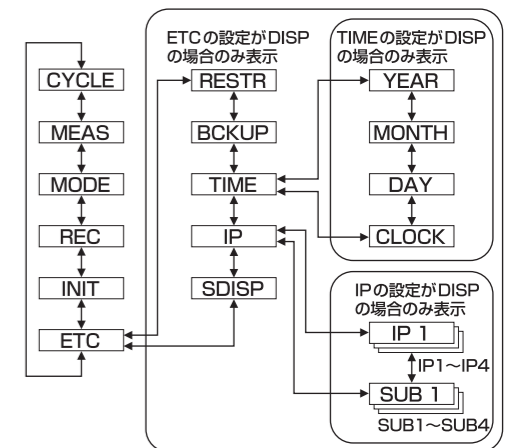 CYCLE
MEAS
MODE
REC
INIT
ETC
ETCの設定がDISP
の場合のみ表示
RESTR
BCKUP
TIME
IP
SDISP
TIMEの設定がDISP
の場合のみ表示
YEAR
MONTH
DAY
CLOCK
IPの設定がDISP
の場合のみ表示
IP 1
IP1～IP4
SUB 1
SUB1～SUB4